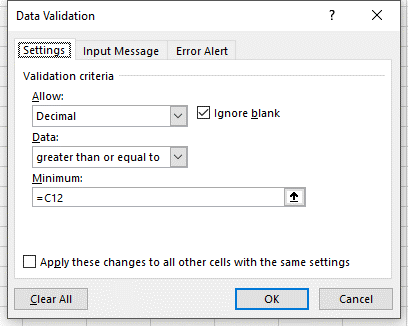 Data Validation
Settings Input Message Error Alert
Validation criteria
Allow:
Decimal Ignore blank
Data:
greater than or equal to
Minimum:
=C12
Apply these changes to all other cells with the same settings
Clear All OK Cancel